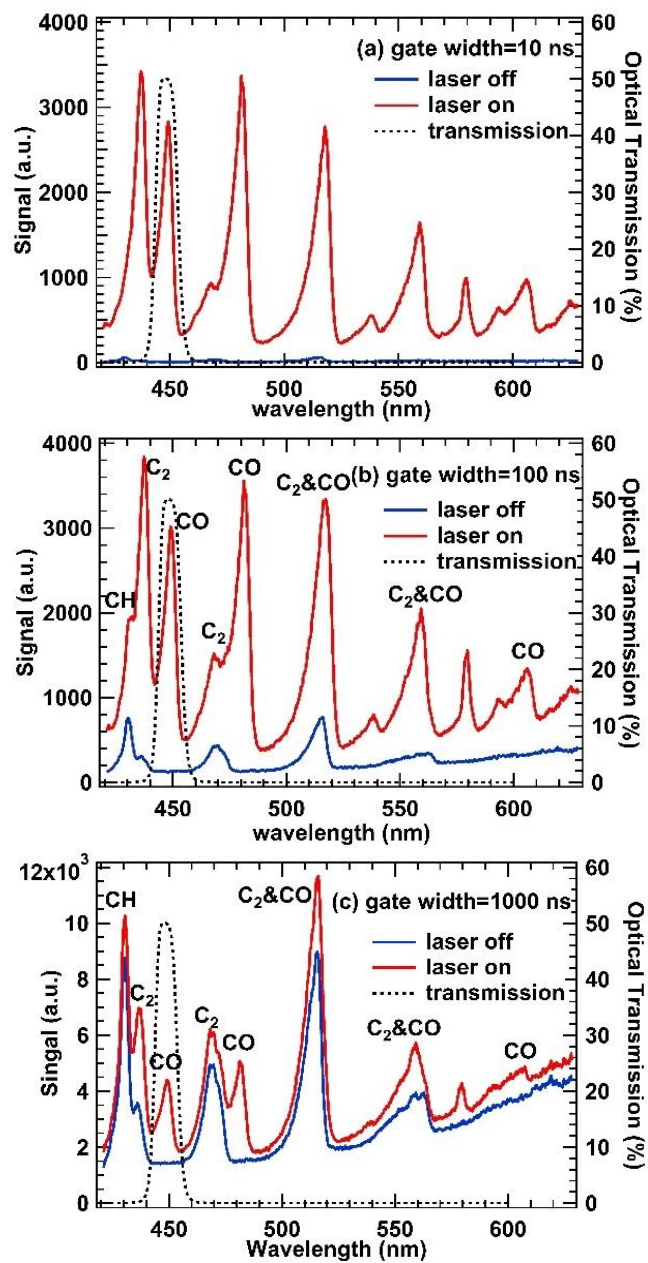 (a) gate width=10 ns
laser off
laser on
transmission
4000
3000
2000
1000
0
Signal (a.u.)
60
50
40
30
20
10
0
Optical Transmission (%)
450
500
550
600
wavelength (nm)
(b) gate width=100 ns
laser off
laser on
transmission
CH
C2
CO
C2
CO
C2&CO
C2&CO
CO
4000
3000
2000
1000
0
Signal (a.u.)
60
50
40
30
20
10
0
Optical Transmission (%)
450
500
550
600
wavelength (nm)
(c) gate width=1000 ns
laser off
laser on
transmission
CH
C2
CO
C2
CO
C2&CO
C2&CO
CO
12x10³
10
8
6
4
2
0
Singal (a.u.)
60
50
40
30
20
10
0
Optical Transmission (%)
450
500
550
600
Wavelength (nm)